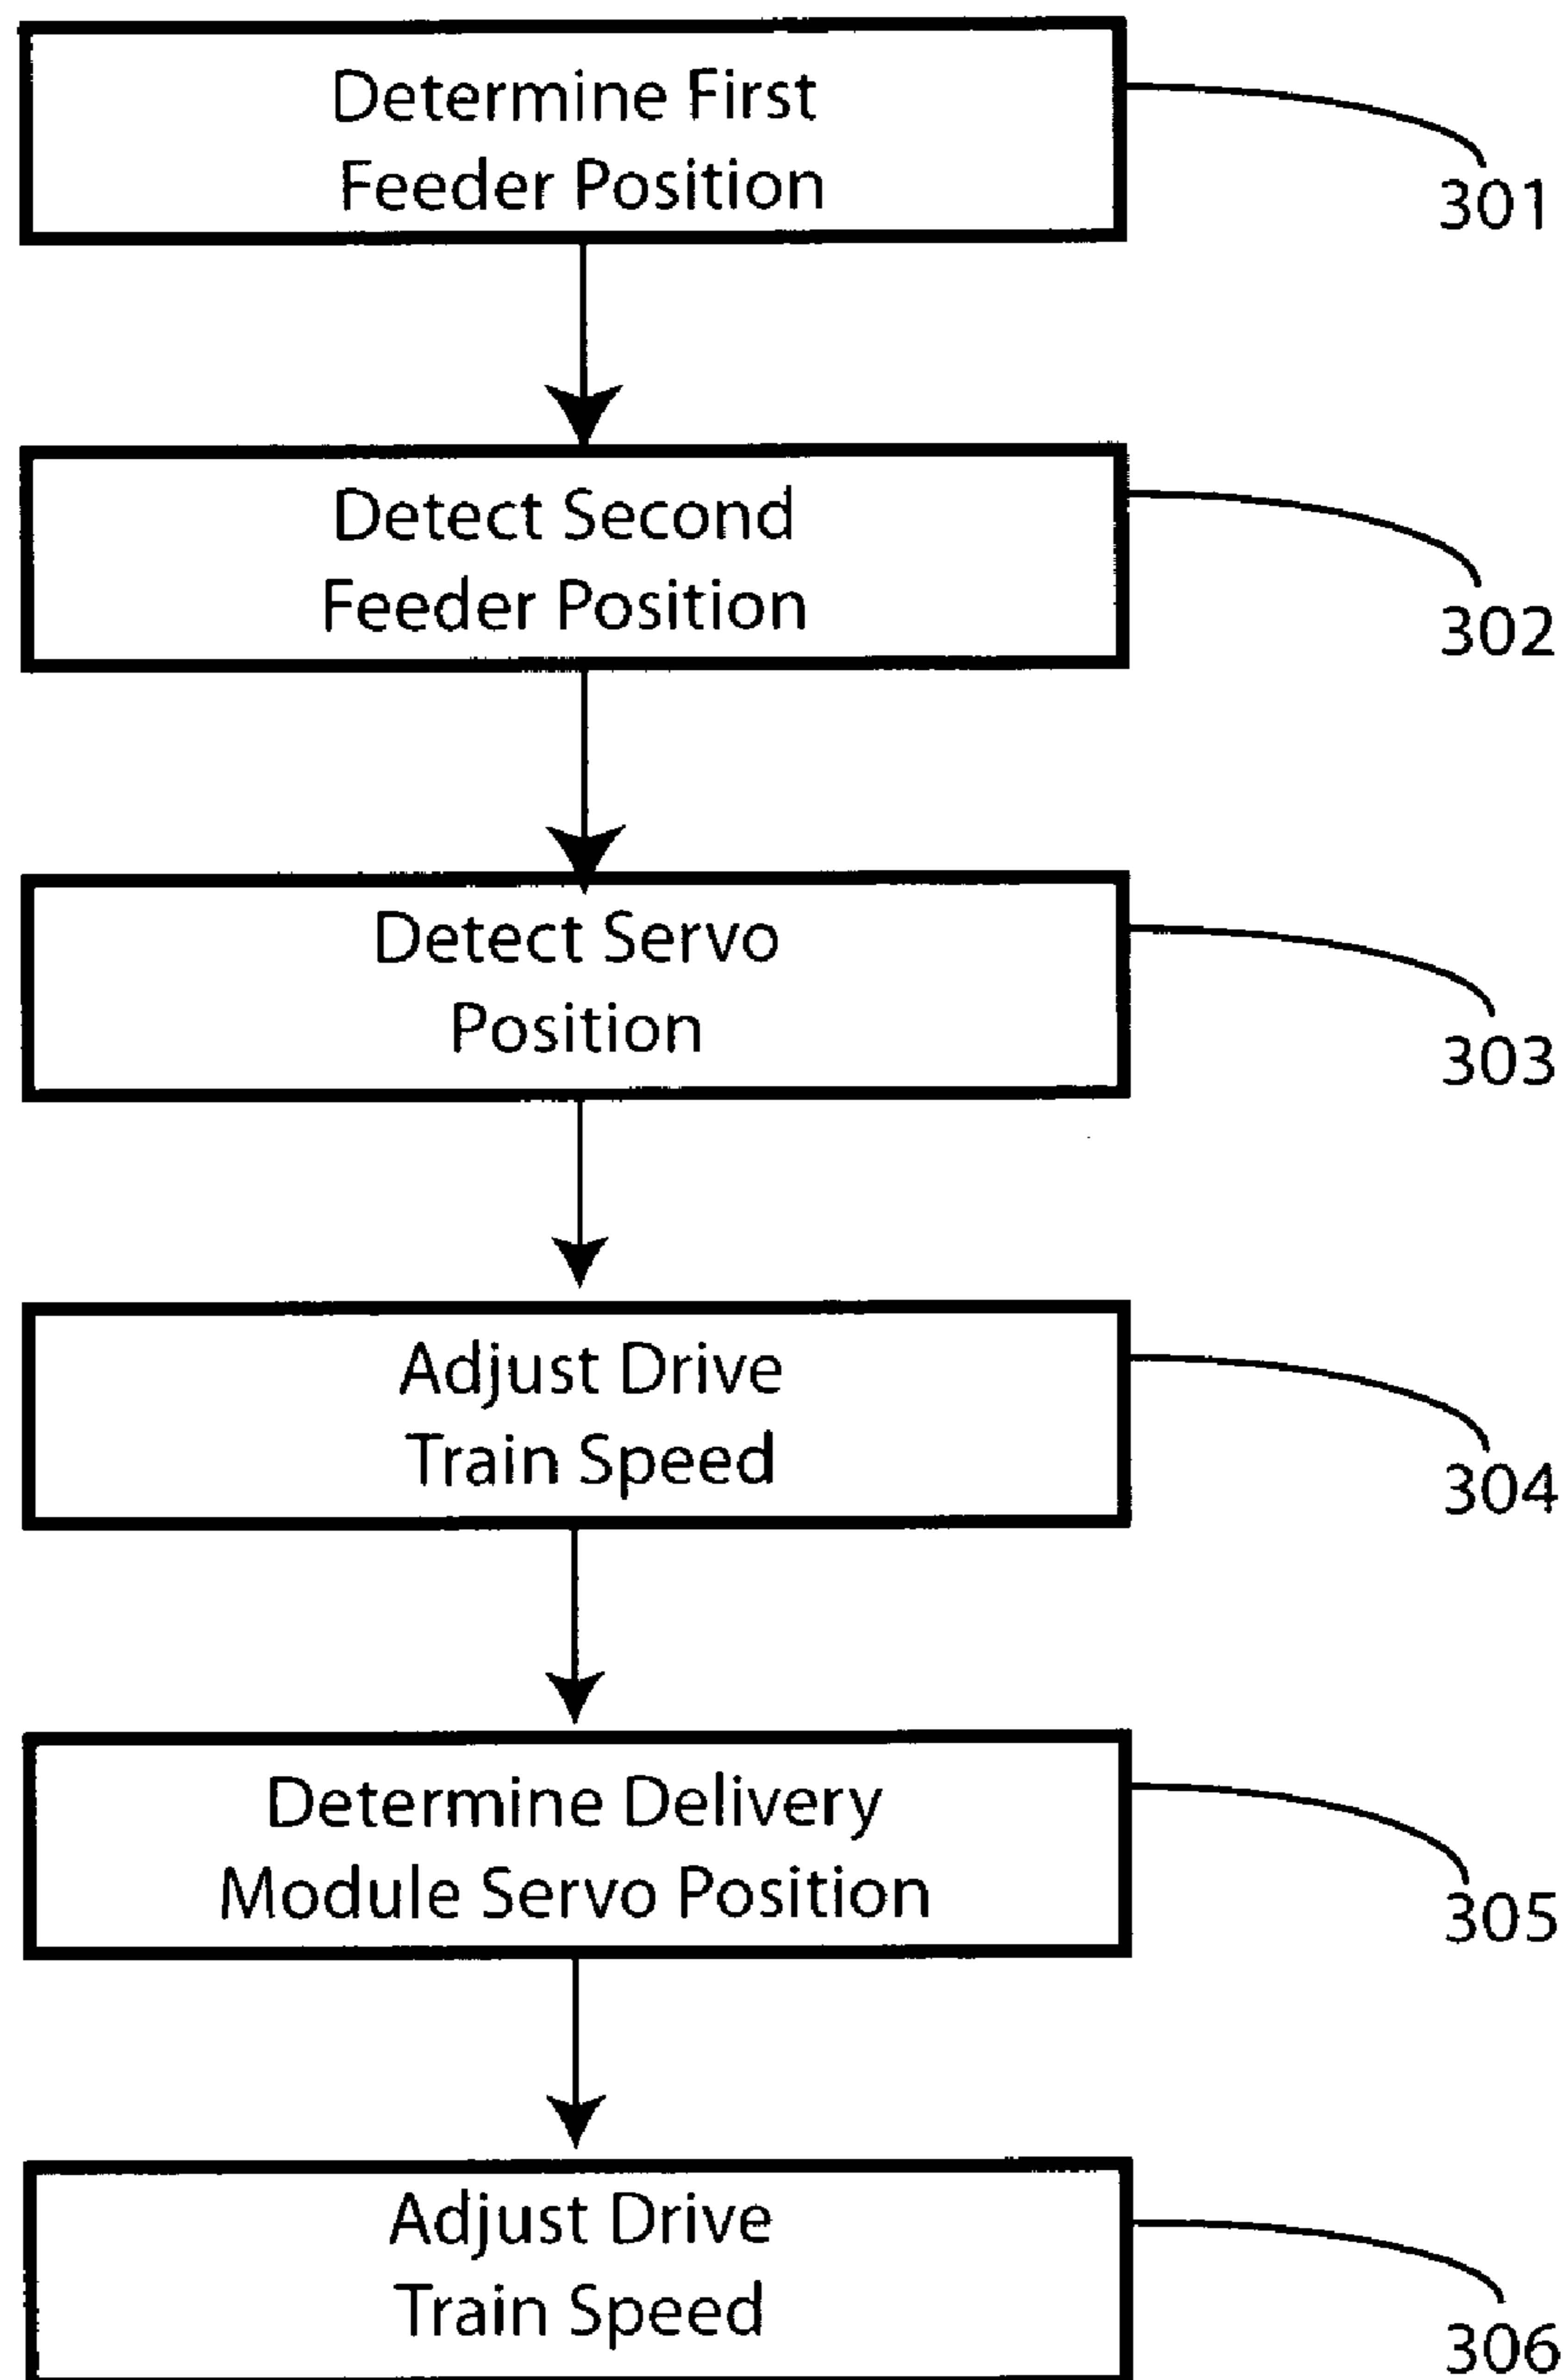 Determine First
Feeder Position
301
Detect Second
Feeder Position
302
Detect Servo
Position
303
Adjust Drive
Train Speed
304
Determine Delivery
Module Servo Position
305
Adjust Drive
Train Speed
306